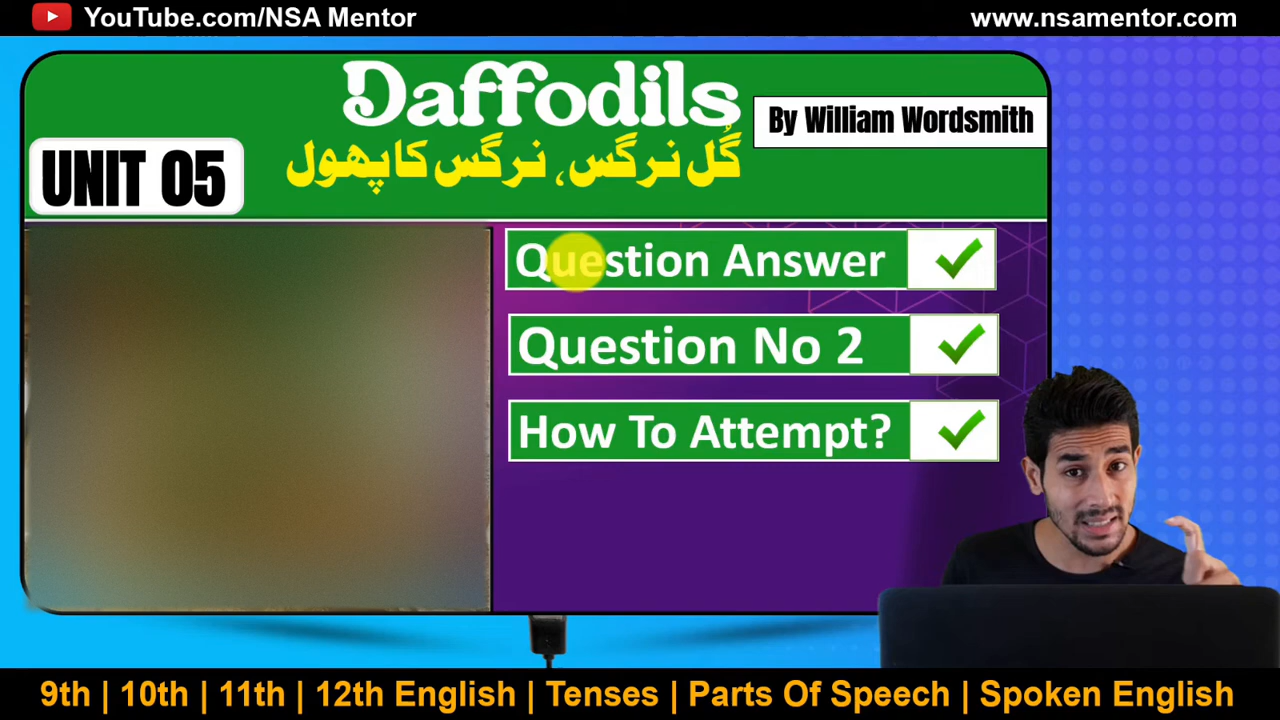 YouTube.com/NSA Mentor
www.nsamentor.com
Daffodils
By William Wordsmith
گُل نرگس، نرگس کا پھول
UNIT 05
Question Answer
Question No 2
How To Attempt?
9th | 10th | 11th | 12th English | Tenses | Parts Of Speech | Spoken English